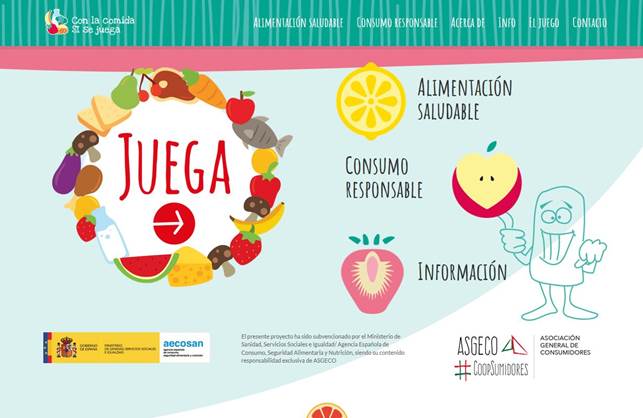 Con la comida
Sí se juega
Alimentación saludable Consumo responsable Acerca de Info El juego Contacto
Juega
Alimentación
saludable
Consumo
responsable
Información
GOBIERNO
DE ESPAÑA
MINISTERIO
DE SANIDAD, SERVICIOS SOCIALES
E IGUALDAD
aecosan
El presente proyecto ha sido subvencionado por el Ministerio de
Sanidad, Servicios Sociales e Igualdad/ Agencia Española de
Consumo, Seguridad Alimentaria y Nutrición, siendo su contenido
responsabilidad exclusiva de ASGECO
ASGECO
#CoopSumidores
ASOCIACIÓN
GENERAL DE
CONSUMIDORES